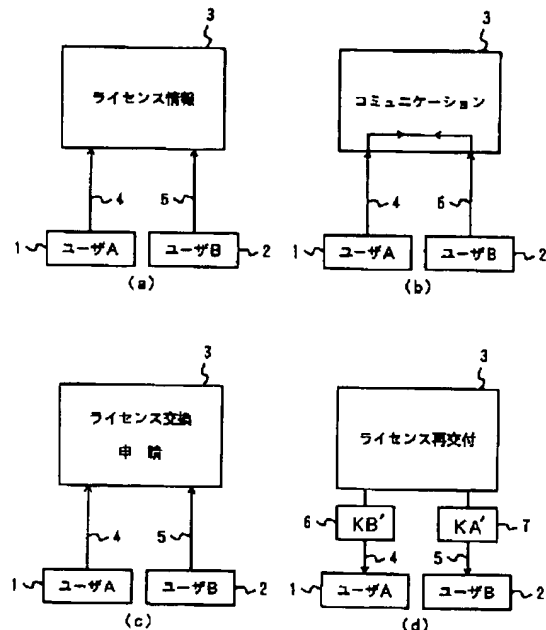 3
ライセンス情報
4
5
1
ユーザA
ユーザB
2
(a)
3
コミュニケーション
4
5
1
ユーザA
ユーザB
2
(b)
3
ライセンス交換
申請
4
5
1
ユーザA
ユーザB
2
(c)
3
ライセンス再交付
6
KB'
KA'
7
4
5
1
ユーザA
ユーザB
2
(d)